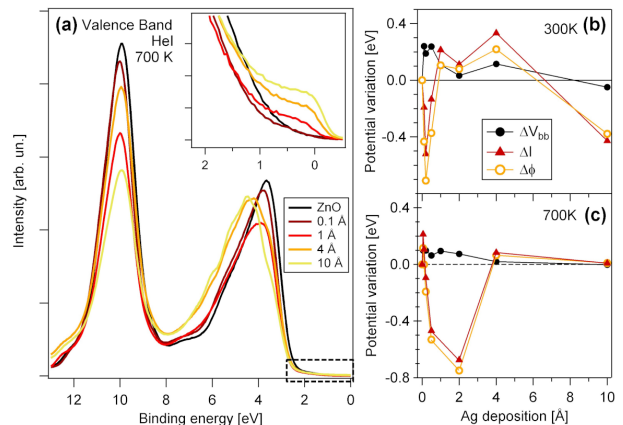 (a) Valence Band
HeI
700 K
Intensity [arb. un.]
2 1 0
ZnO
0.1 Å
1 Å
4 Å
10 Å
12 10 8 6 4 2 0
Binding energy [eV]
(b)
300K
Potential variation [eV]
0.4
0.0
-0.4
-0.8
ΔV_bb
ΔI
Δϕ
(c)
700K
Potential variation [eV]
0.4
0.0
-0.4
-0.8
0 2 4 6 8 10
Ag deposition [Å]